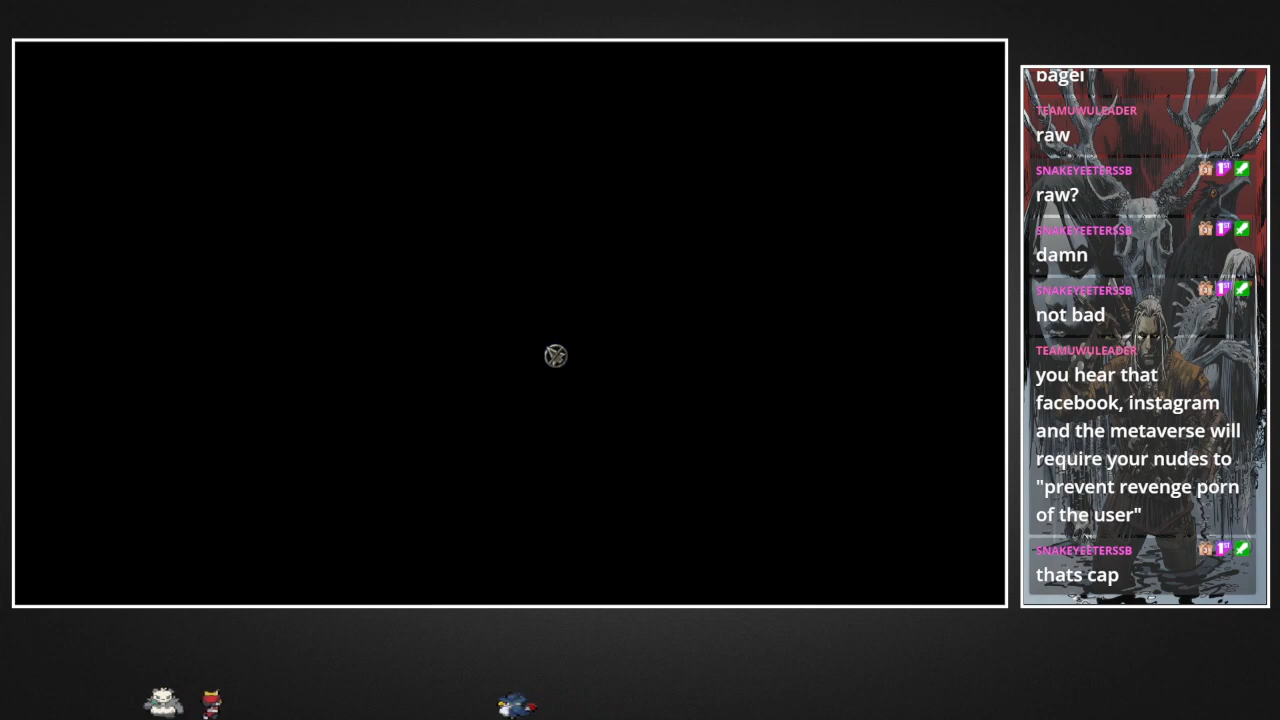 bagel
TEAMUWULEADER
raw
SNAKEYEETERSSB
raw?
SNAKEYEETERSSB
damn
SNAKEYEETERSSB
not bad
TEAMUWULEADER
you hear that
facebook, instagram
and the metaverse will
require your nudes to
"prevent revenge porn
of the user"
SNAKEYEETERSSB
thats cap